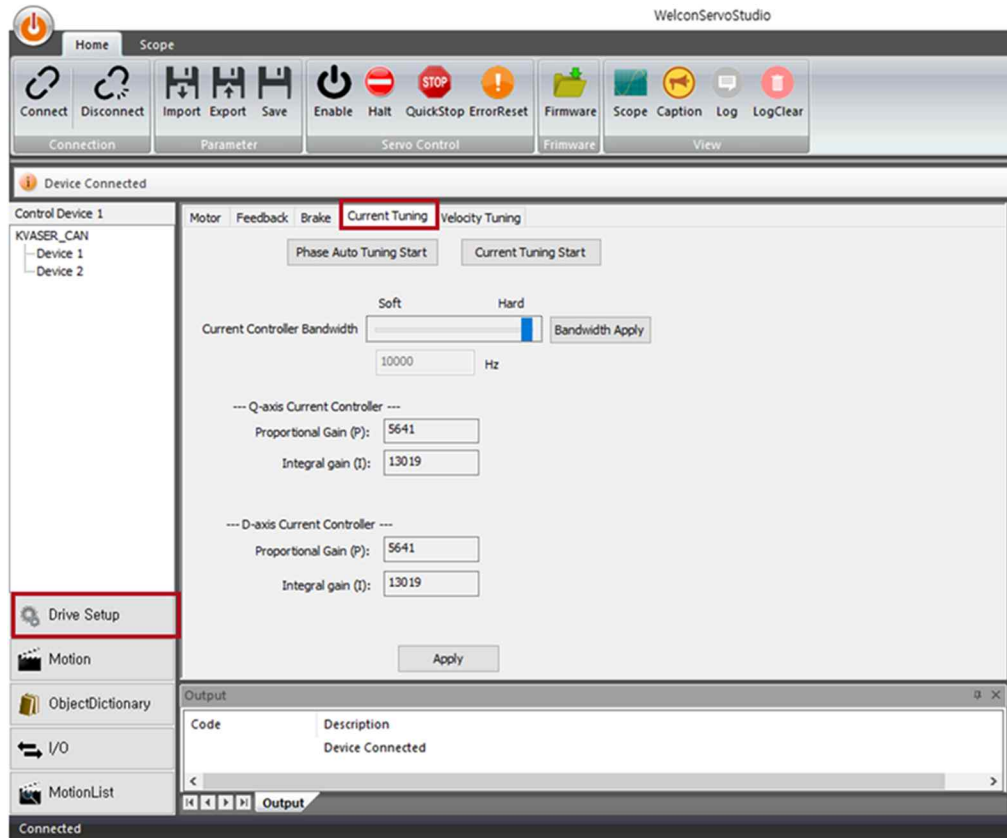 WelconServoStudio
Home Scope
Connect Disconnect Import Export Save Enable Halt QuickStop ErrorReset Firmware Scope Caption Log LogClear
Connection Parameter Servo Control Frimware View
Device Connected
Control Device 1
KVASER_CAN
Device 1
Device 2
Motor Feedback Brake Current Tuning Velocity Tuning
Phase Auto Tuning Start Current Tuning Start
Soft Hard
Current Controller Bandwidth Bandwidth Apply
10000 Hz
--- Q-axis Current Controller ---
Proportional Gain (P): 5641
Integral gain (I): 13019
--- D-axis Current Controller ---
Proportional Gain (P): 5641
Integral gain (I): 13019
Apply
Drive Setup
Motion
ObjectDictionary
I/O
MotionList
Output
Code Description
Device Connected
Output
Connected
STOP